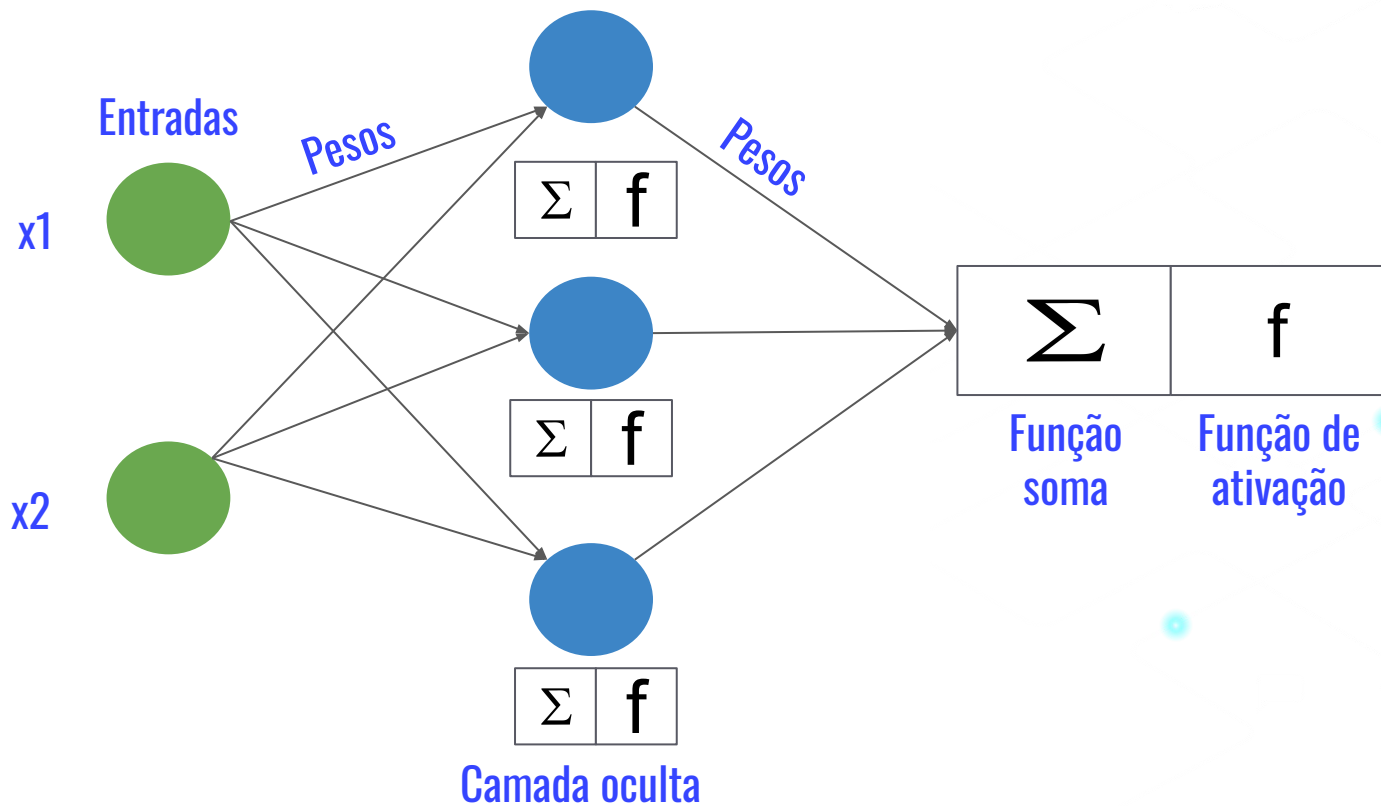 Entradas
Pesos
Pesos
x1
Σ f
Σ f
Σ f
Função
soma
Função de
ativação
x2
Σ f
Camada oculta